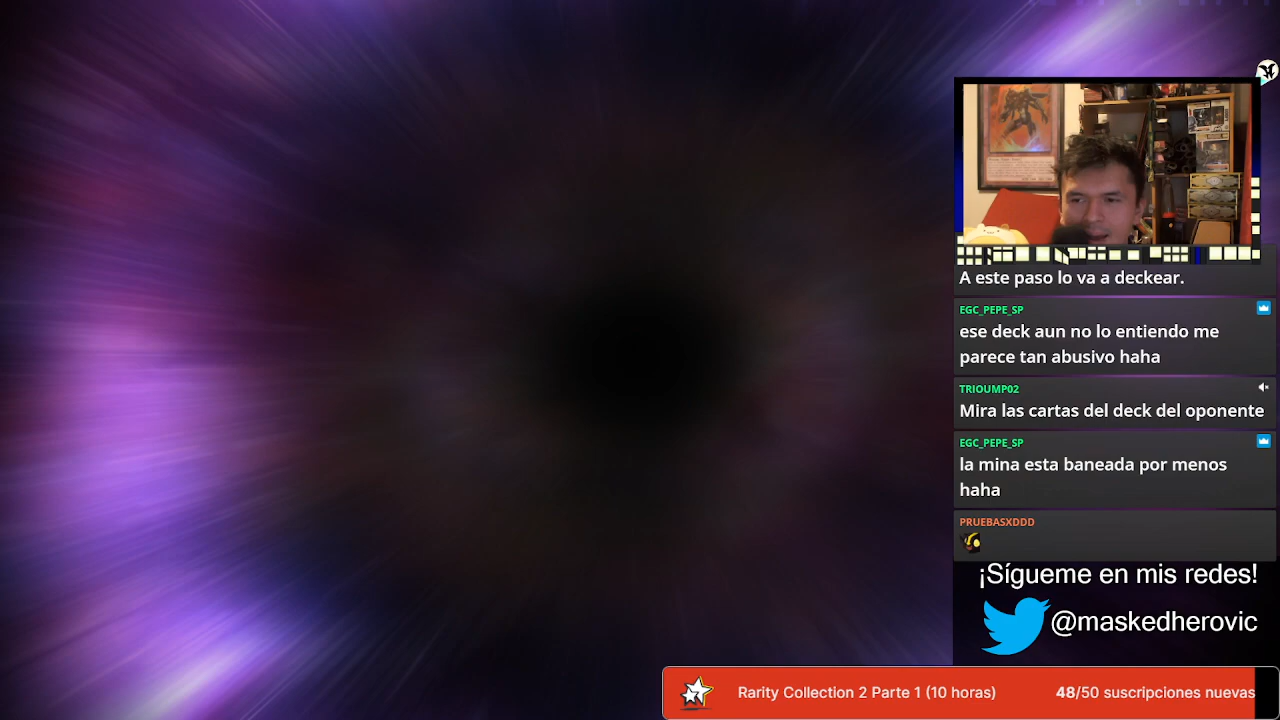 A este paso lo va a deckear.
EGC_PEPE_SP
ese deck aun no lo entiendo me
parece tan abusivo haha
TRIOUMP02
Mira las cartas del deck del oponente
EGC_PEPE_SP
la mina esta baneada por menos
haha
PRUEBASXDDD
¡Sígueme en mis redes!
@maskedherovic
Rarity Collection 2 Parte 1 (10 horas) 48/50 suscripciones nuevas